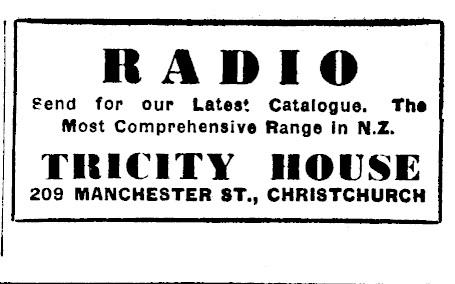 RADIO
Send for our Latest Catalogue. The
Most Comprehensive Range in N.Z.
TRICITY HOUSE
209 MANCHESTER ST., CHRISTCHURCH